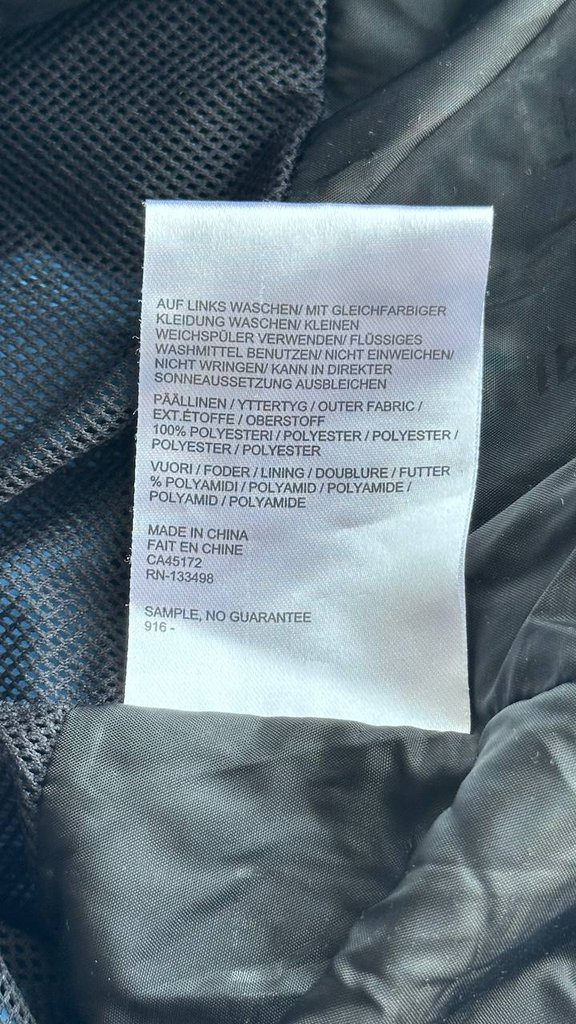 AUF LINKS WASCHEN/ MIT GLEICHFARBIGER
KLEIDUNG WASCHEN/ KLEINEN
WEICHSPÜLER VERWENDEN/ FLÜSSIGES
WASHMITTEL BENUTZEN/ NICHT EINWEICHEN/
NICHT WRINGEN/ KANN IN DIREKTER
SONNEAUSSETZUNG AUSBLEICHEN
PÄÄLLINEN / YTTERTYG / OUTER FABRIC /
EXT.ÉTOFFE / OBERSTOFF
100% POLYESTERI / POLYESTER / POLYESTER /
POLYESTER / POLYESTER
VUORI / FODER / LINING / DOUBLURE / FUTTER
% POLYAMIDI / POLYAMID / POLYAMIDE /
POLYAMID / POLYAMIDE
MADE IN CHINA
FAIT EN CHINE
CA45172
RN-133498
SAMPLE, NO GUARANTEE
916 -